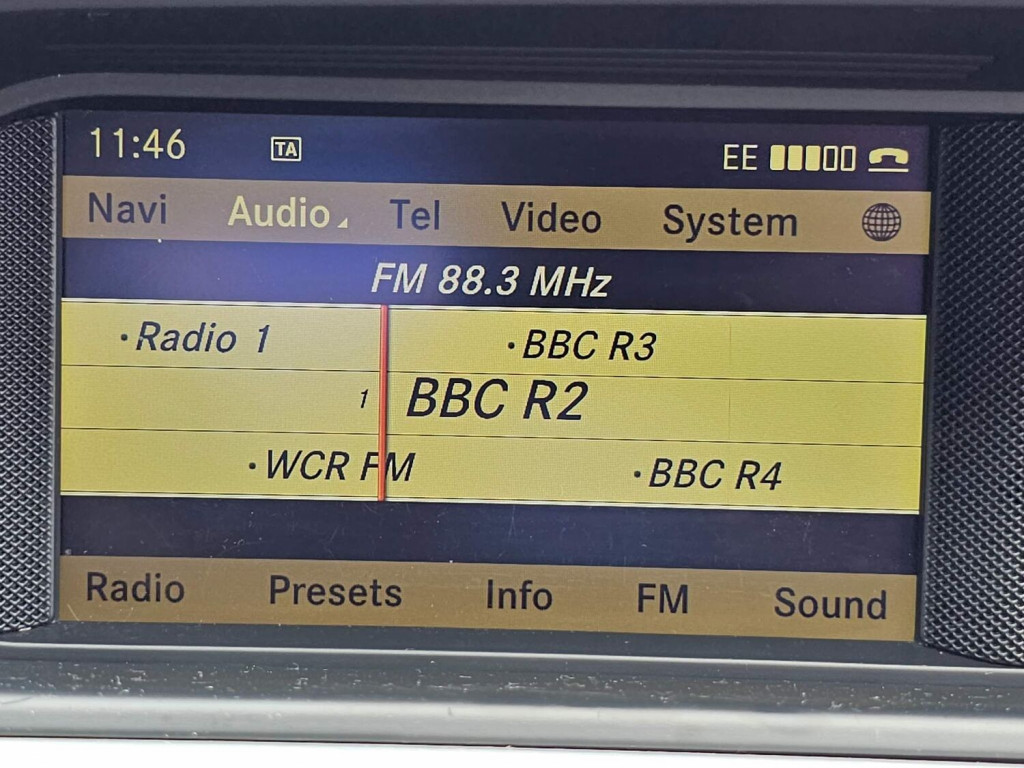 11:46 TA EE
Navi Audio Tel Video System
FM 88.3 MHz
·Radio 1 ·BBC R3
1 BBC R2
·WCR FM ·BBC R4
Radio Presets Info FM Sound